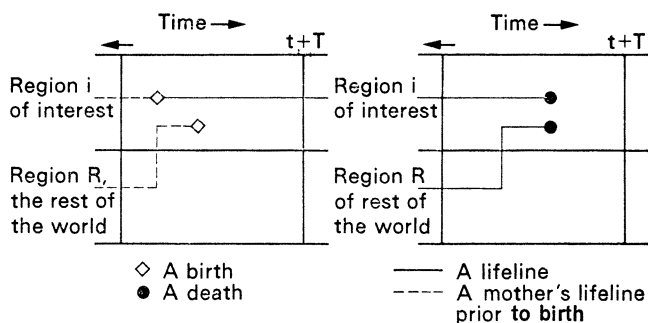 Time
t+T
Region i
of interest
Region R,
the rest of
the world
A birth
A death
Time
t+T
Region i
of interest
Region R
of rest of
the world
A lifeline
A mother's lifeline
prior to birth